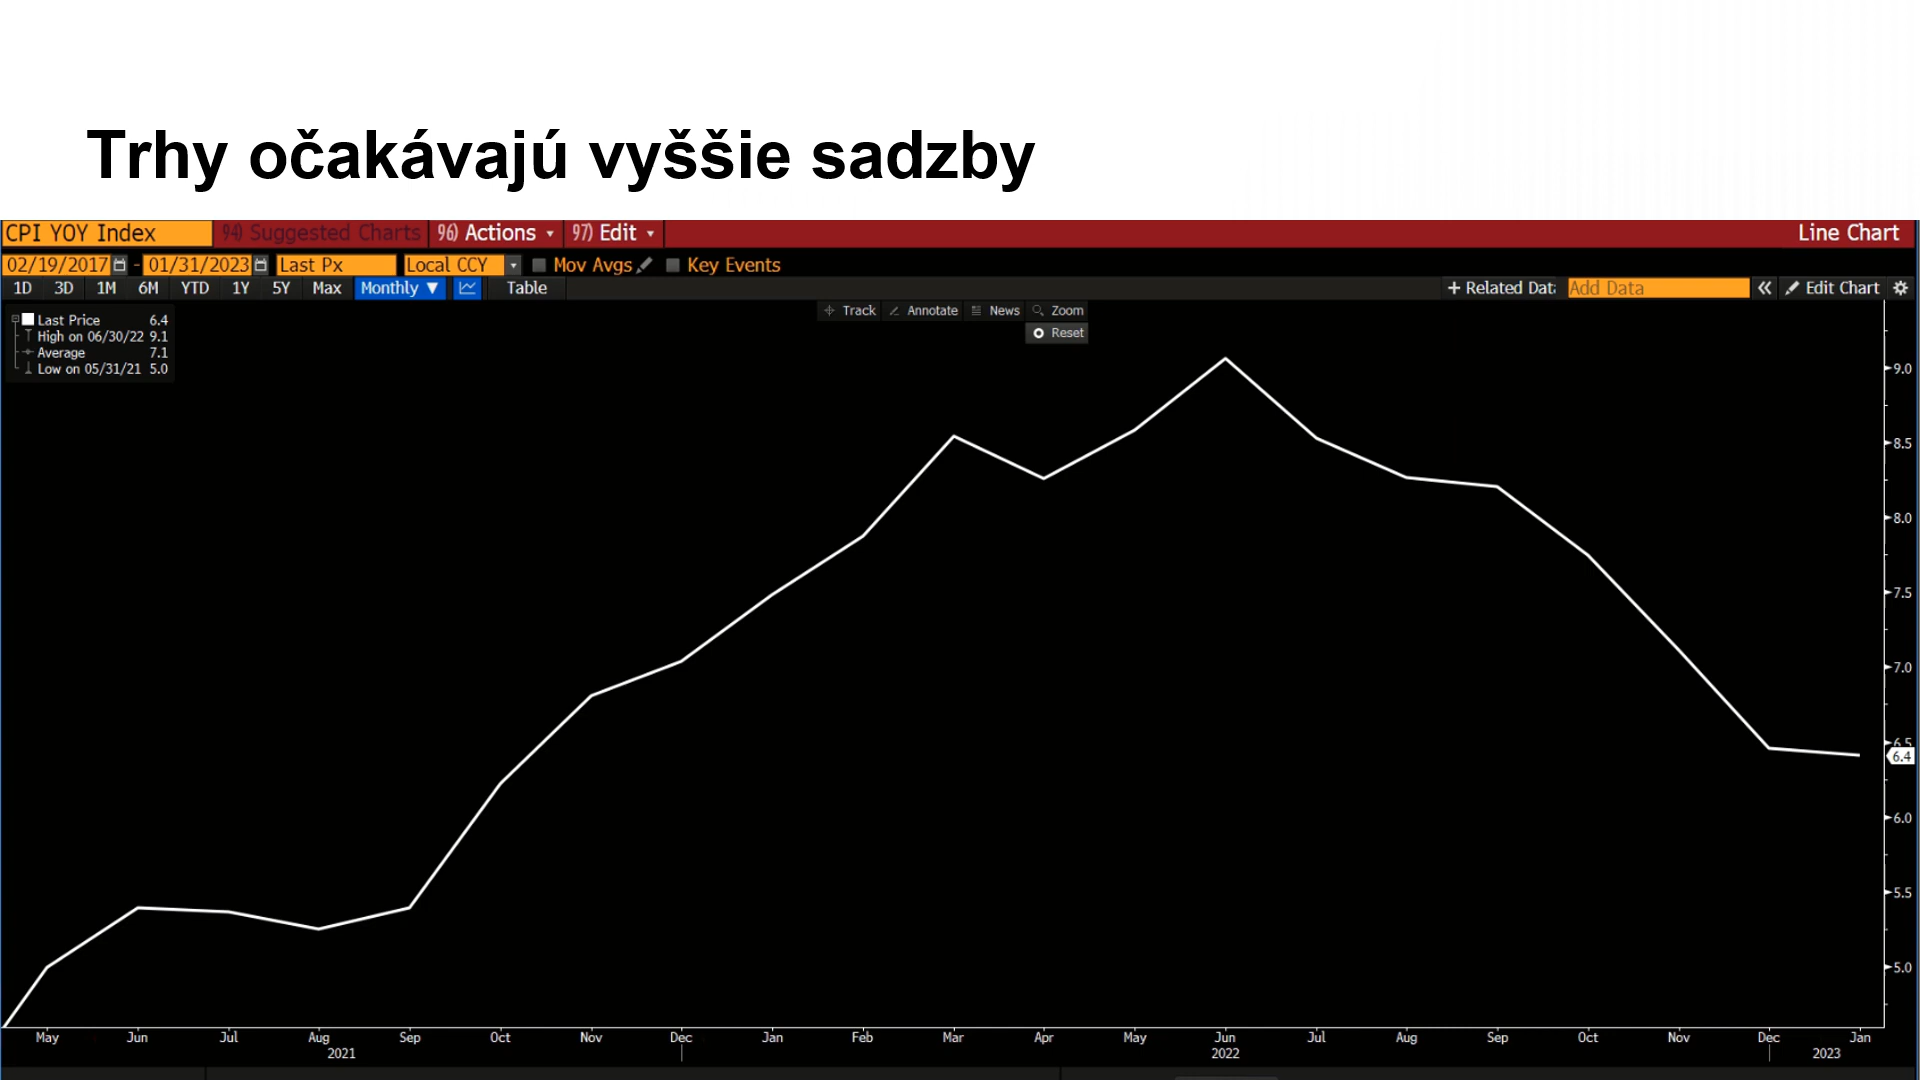 Trhy očakávajú vyššie sadzby
CPI YOY Index 94) Suggested Charts 96) Actions 97) Edit Line Chart
02/19/2017 - 01/31/2023 Last Px Local CCY Mov Avgs Key Events
1D 3D 1M 6M YTD 1Y 5Y Max Monthly ▼ Table + Related Data Add Data « Edit Chart
Track Annotate News Zoom
Reset
Last Price 6.4
High on 06/30/22 9.1
Average 7.1
Low on 05/31/21 5.0
9.0
8.5
8.0
7.5
7.0
6.5
6.4
6.0
5.5
5.0
May Jun Jul Aug Sep Oct Nov Dec Jan Feb Mar Apr May Jun Jul Aug Sep Oct Nov Dec Jan
2021 2022 2023